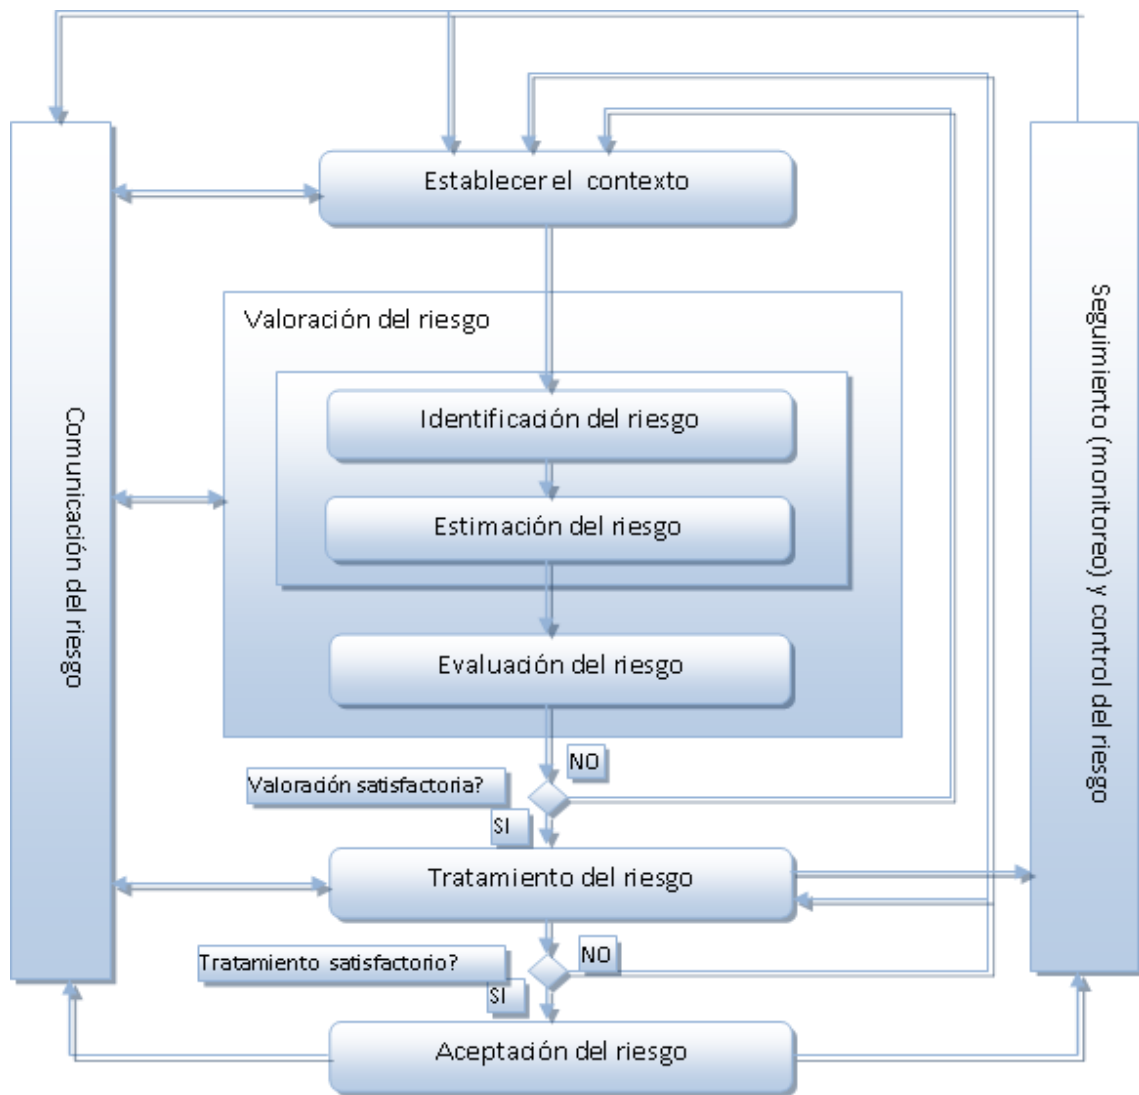 Establecer el contexto
Valoración del riesgo
Identificación del riesgo
Estimación del riesgo
Evaluación del riesgo
NO
Valoración satisfactoria?
SI
Tratamiento del riesgo
NO
Tratamiento satisfactorio?
SI
Aceptación del riesgo
Comunicación del riesgo
Seguimiento (monitoreo) y control del riesgo